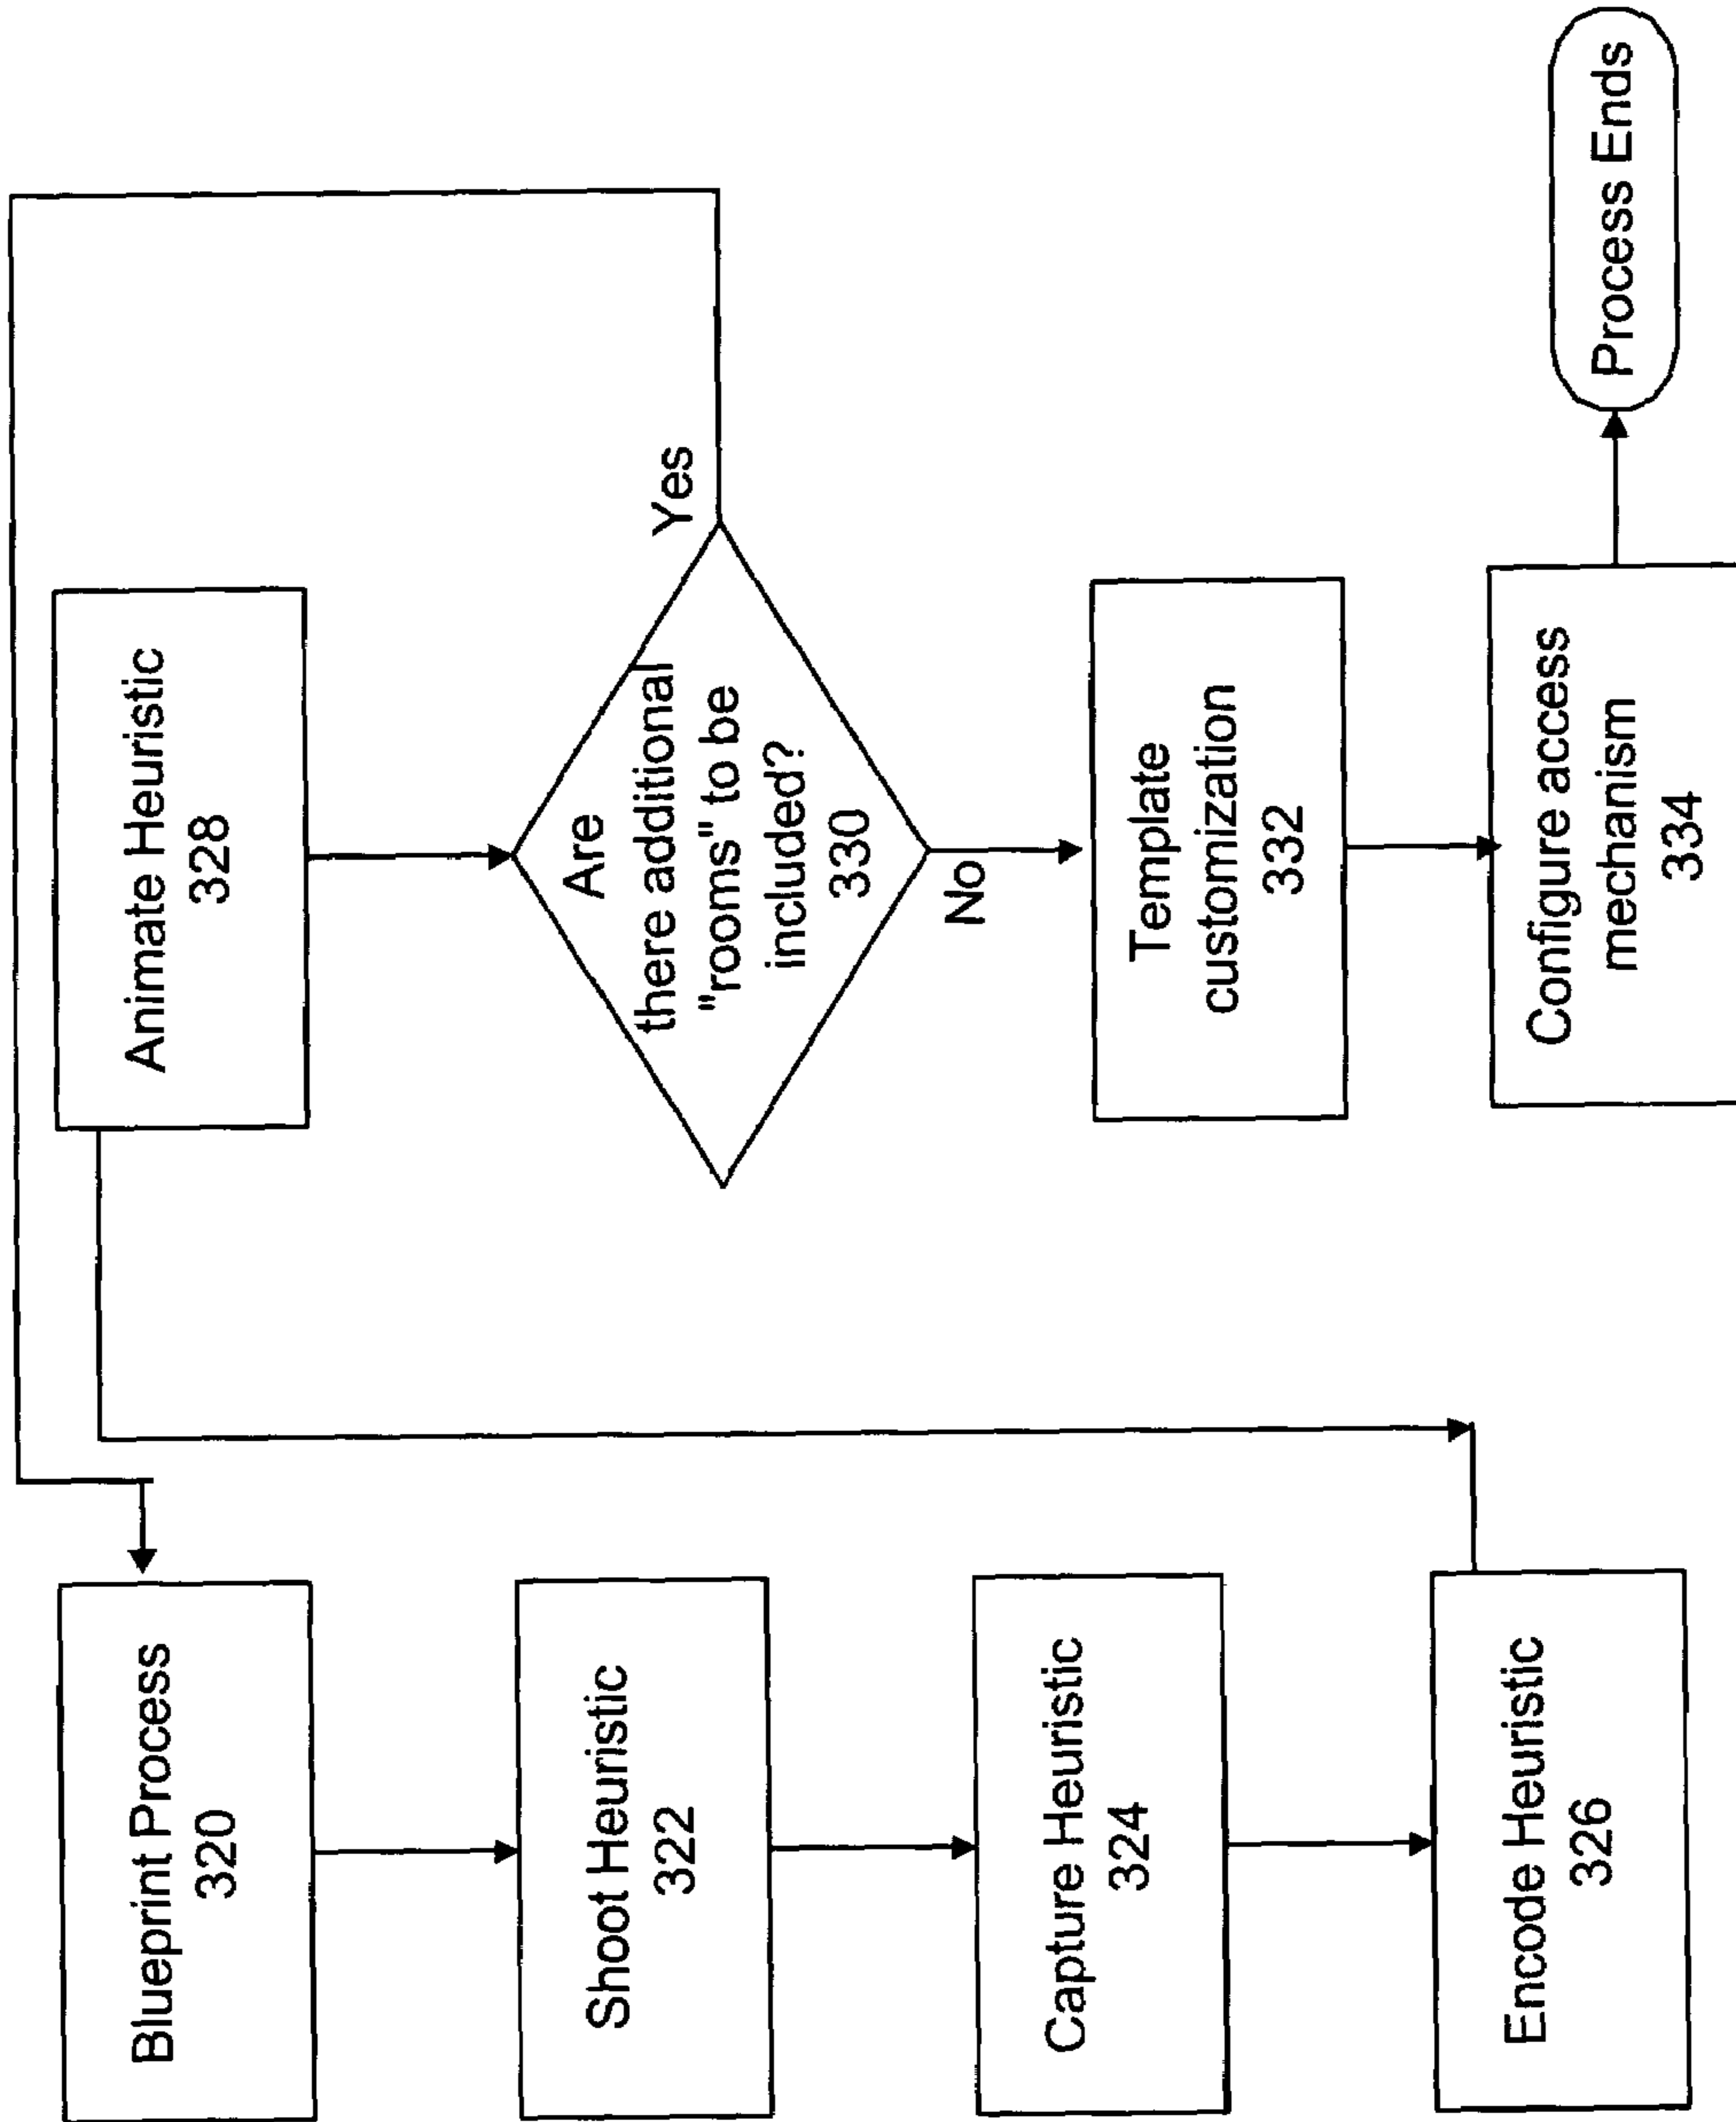 Blueprint Process
320
Shoot Heuristic
322
Capture Heuristic
324
Encode Heuristic
326
Animate Heuristic
328
Are
there additional
"rooms" to be
included?
330
Yes
No
Template
customization
332
Configure access
mechanism
334
Process Ends